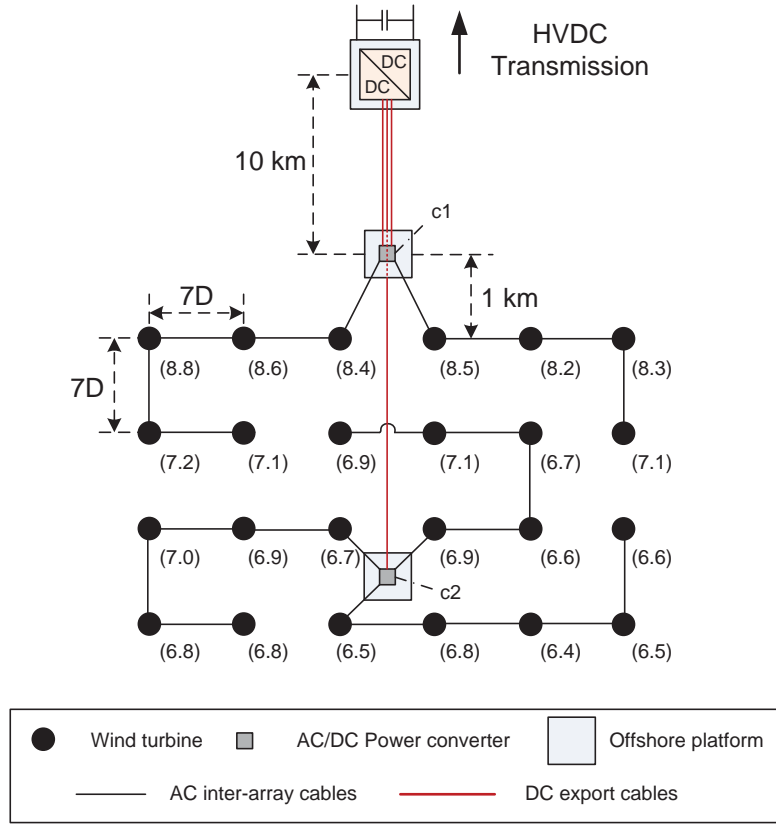 HVDC
Transmission
DC
DC
10 km
c1
1 km
7D
(8.8) (8.6) (8.4) (8.5) (8.2) (8.3)
7D
(7.2) (7.1) (6.9) (7.1) (6.7) (7.1)
(7.0) (6.9) (6.7) (6.9) (6.6) (6.6)
c2
(6.8) (6.8) (6.5) (6.8) (6.4) (6.5)
Wind turbine AC/DC Power converter Offshore platform
AC inter-array cables DC export cables